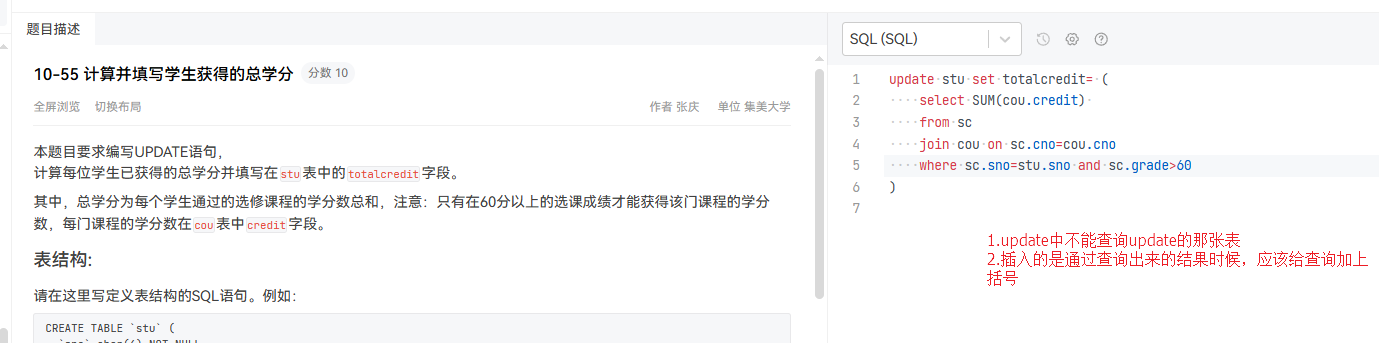 题目描述
10-55 计算并填写学生获得的总学分 分数 10
全屏浏览 切换布局 作者 张庆 单位 集美大学
本题目要求编写UPDATE语句，
计算每位学生已获得的总学分并填写在stu表中的totalcredit字段。
其中，总学分为每个学生通过的选修课程的学分数总和，注意：只有在60分以上的选课成绩才能获得该门课程的学分
数，每门课程的学分数在cou表中credit字段。
表结构:
请在这里写定义表结构的SQL语句。例如：
CREATE TABLE `stu` (
SQL (SQL)
1 update stu set totalcredit= (
2 select SUM(cou.credit)
3 from sc
4 join cou on sc.cno=cou.cno
5 where sc.sno=stu.sno and sc.grade>60
6 )
7
1.update中不能查询update的那张表
2.插入的是通过查询出来的结果时候，应该给查询加上
括号